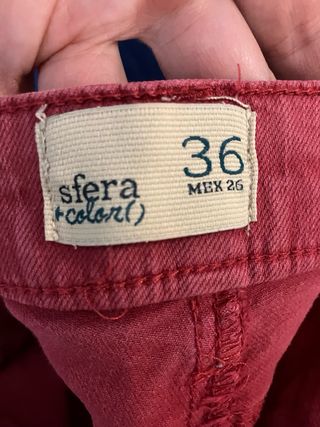 sfera
+color()
36
MEX 26